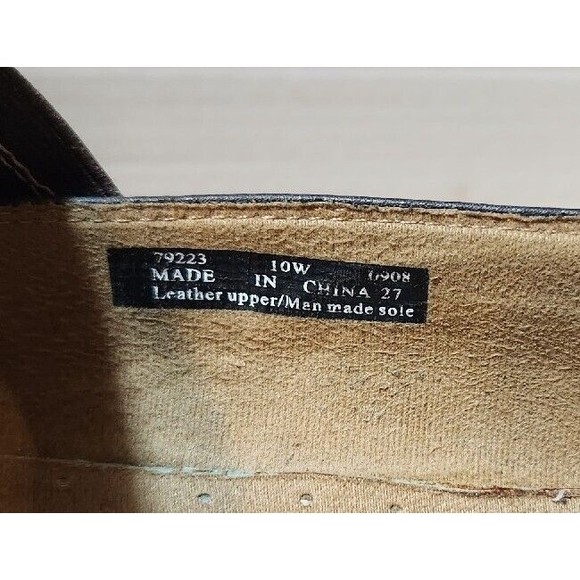 79223 10W 0908
MADE IN CHINA 27
Leather upper/Man made sole